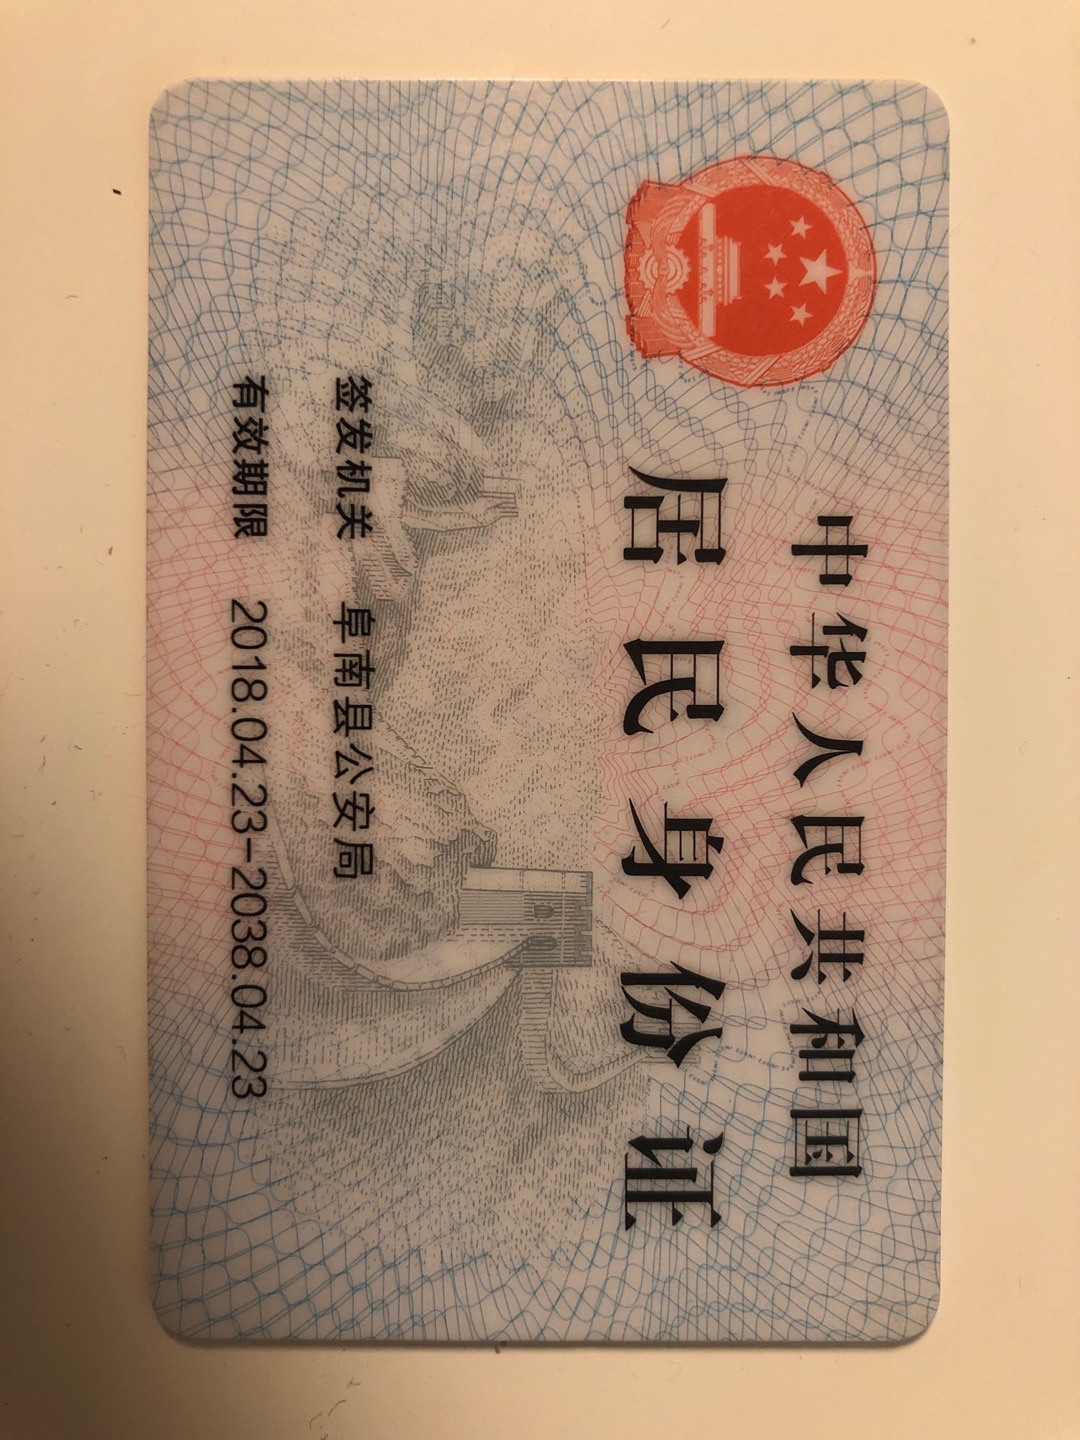 中华人民共和国
居民身份证
签发机关 阜南县公安局
有效期限 2018.04.23-2038.04.23